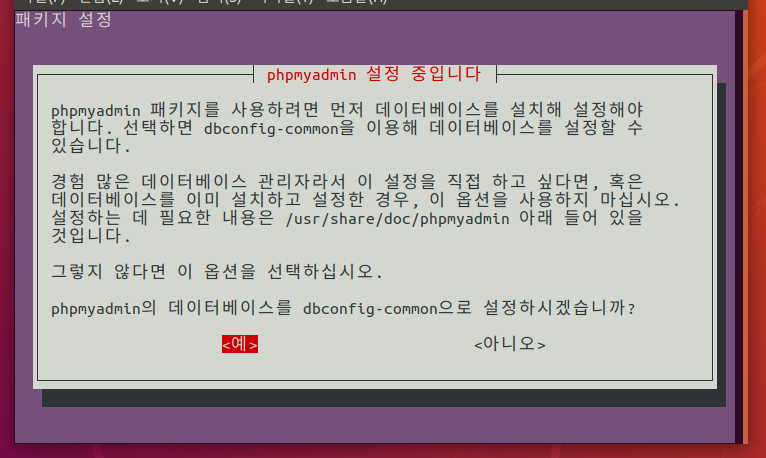 패키지 설정
phpmyadmin 설정 중입니다
phpmyadmin 패키지를 사용하려면 먼저 데이터베이스를 설치해 설정해야
합니다. 선택하면 dbconfig-common을 이용해 데이터베이스를 설정할 수
있습니다.
경험 많은 데이터베이스 관리자라서 이 설정을 직접 하고 싶다면, 혹은
데이터베이스를 이미 설치하고 설정한 경우, 이 옵션을 사용하지 마십시오.
설정하는 데 필요한 내용은 /usr/share/doc/phpmyadmin 아래 들어 있을
것입니다.
그렇지 않다면 이 옵션을 선택하십시오.
phpmyadmin의 데이터베이스를 dbconfig-common으로 설정하시겠습니까?
<예> <아니오>